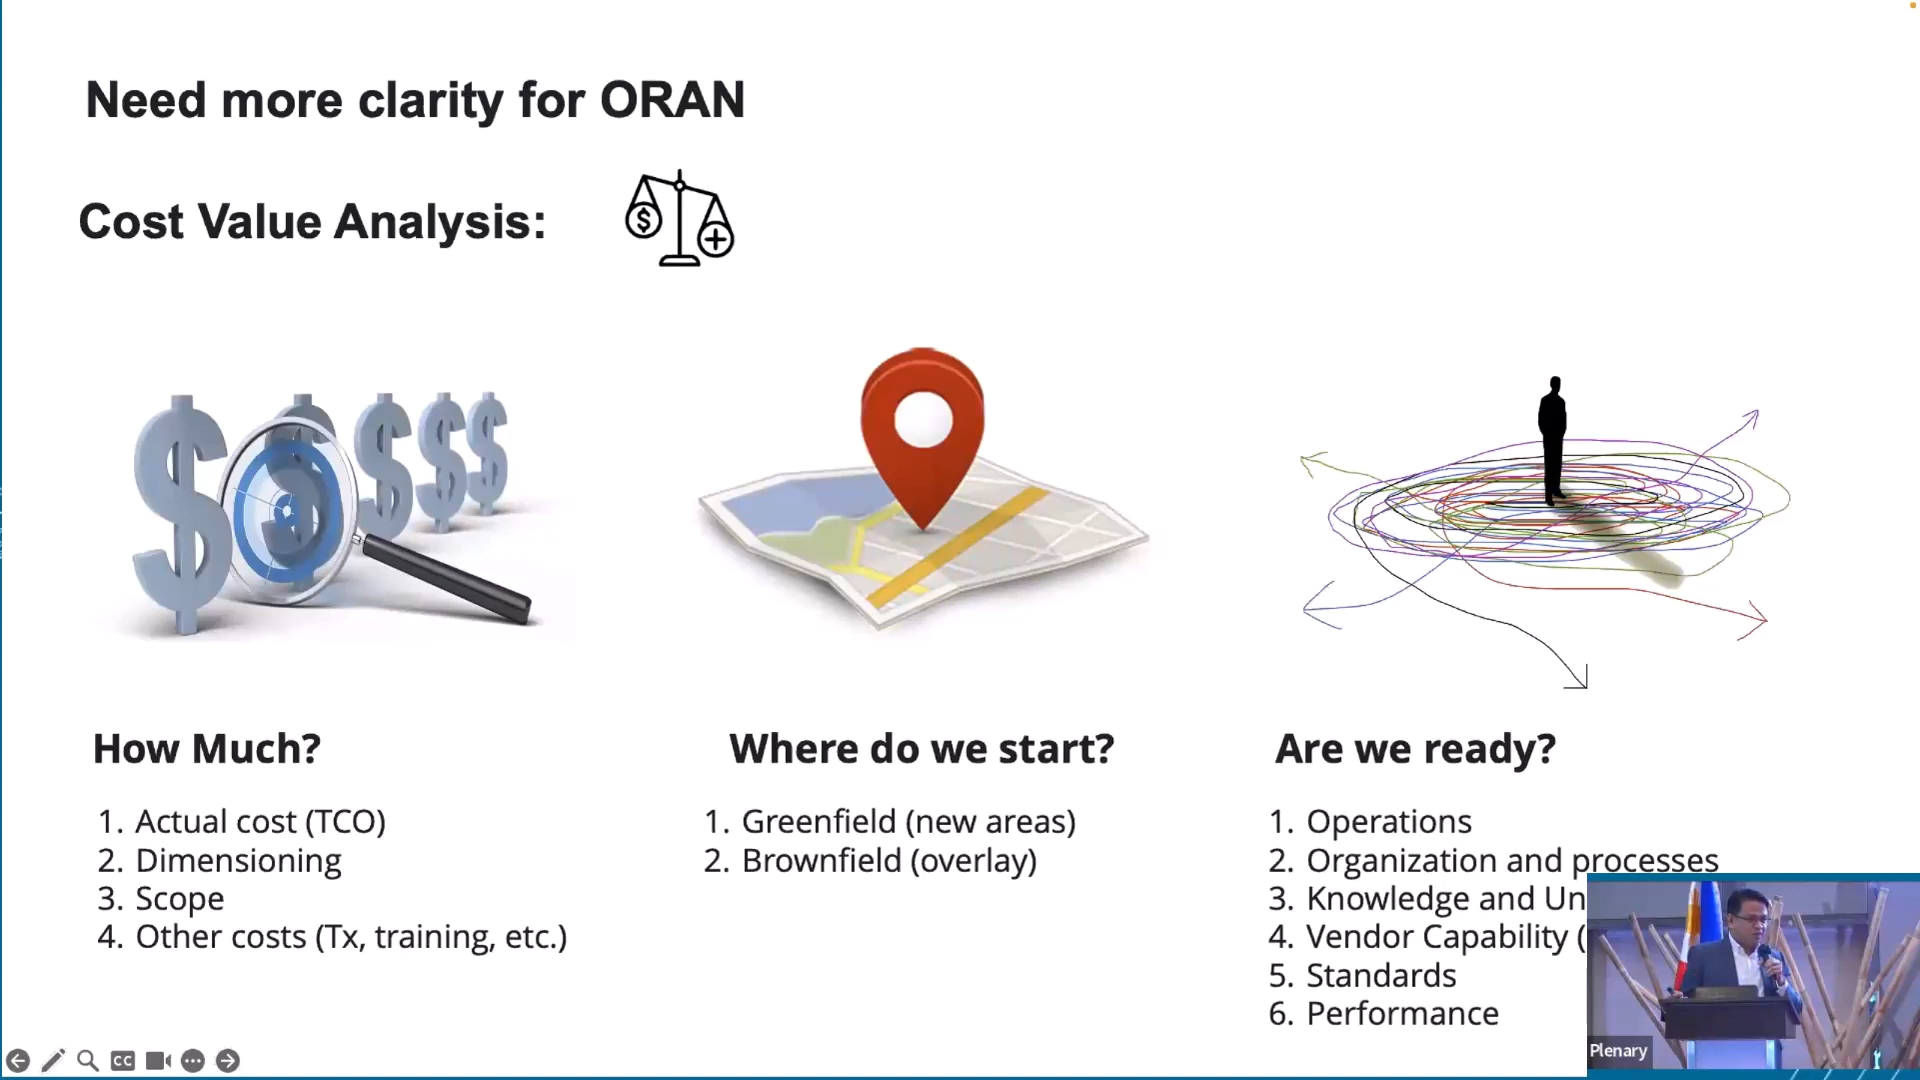 Need more clarity for ORAN
Cost Value Analysis:
$
+
$ $ $ $ $
How Much?
1. Actual cost (TCO)
2. Dimensioning
3. Scope
4. Other costs (Tx, training, etc.)
Where do we start?
1. Greenfield (new areas)
2. Brownfield (overlay)
Are we ready?
1. Operations
2. Organization and processes
3. Knowledge and Un
4. Vendor Capability (
5. Standards
6. Performance
CC
Plenary